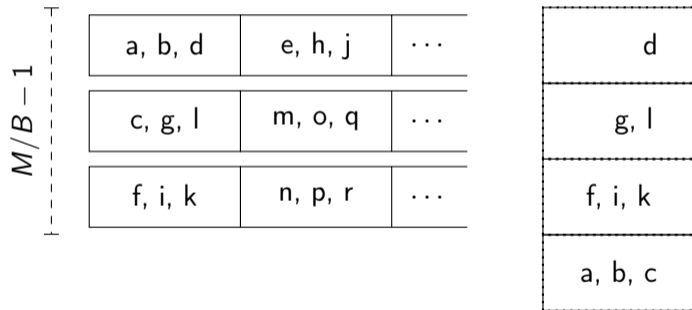 M/B − 1
a, b, d e, h, j ···
c, g, l m, o, q ···
f, i, k n, p, r ···
d
g, l
f, i, k
a, b, c